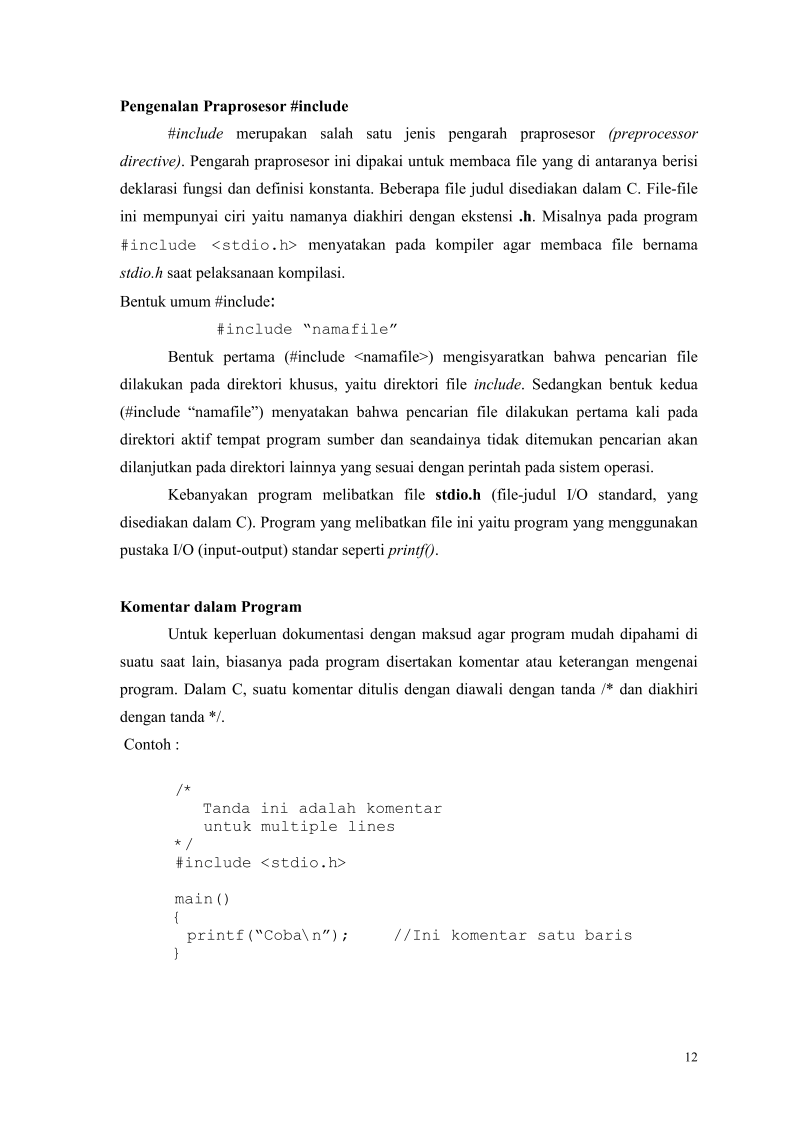 Pengenalan Praprosesor #include
#include merupakan salah satu jenis pengarah praprosesor (preprocessor
directive). Pengarah praprosesor ini dipakai untuk membaca file yang di antaranya berisi
deklarasi fungsi dan definisi konstanta. Beberapa file judul disediakan dalam C. File-file
ini mempunyai ciri yaitu namanya diakhiri dengan ekstensi .h. Misalnya pada program
#include <stdio.h> menyatakan pada kompiler agar membaca file bernama
stdio.h saat pelaksanaan kompilasi.
Bentuk umum #include:
#include “namafile”
Bentuk pertama (#include <namafile>) mengisyaratkan bahwa pencarian file
dilakukan pada direktori khusus, yaitu direktori file include. Sedangkan bentuk kedua
(#include “namafile”) menyatakan bahwa pencarian file dilakukan pertama kali pada
direktori aktif tempat program sumber dan seandainya tidak ditemukan pencarian akan
dilanjutkan pada direktori lainnya yang sesuai dengan perintah pada sistem operasi.
Kebanyakan program melibatkan file stdio.h (file-judul I/O standard, yang
disediakan dalam C). Program yang melibatkan file ini yaitu program yang menggunakan
pustaka I/O (input-output) standar seperti printf().
Komentar dalam Program
Untuk keperluan dokumentasi dengan maksud agar program mudah dipahami di
suatu saat lain, biasanya pada program disertakan komentar atau keterangan mengenai
program. Dalam C, suatu komentar ditulis dengan diawali dengan tanda /* dan diakhiri
dengan tanda */.
Contoh :
/*
Tanda ini adalah komentar
untuk multiple lines
*/
#include <stdio.h>
main()
{
printf(“Coba\n”); //Ini komentar satu baris
}
12